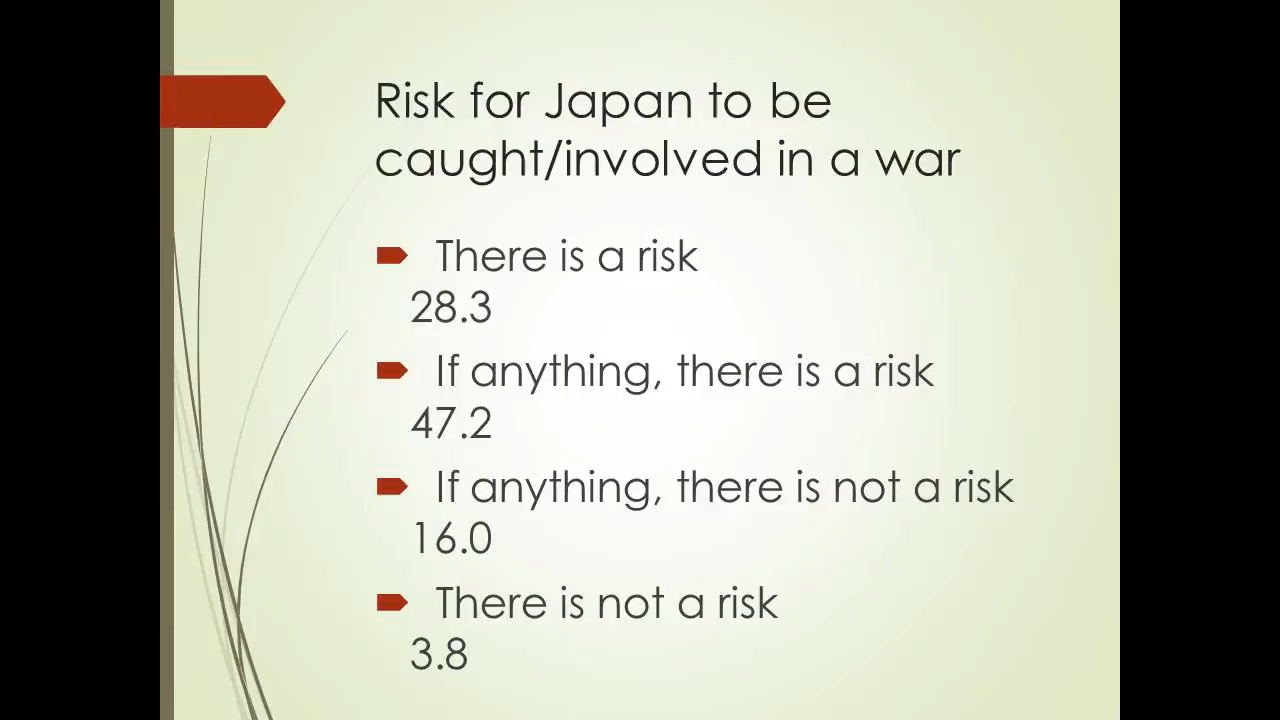 Risk for Japan to be
caught/involved in a war
There is a risk
28.3
If anything, there is a risk
47.2
If anything, there is not a risk
16.0
There is not a risk
3.8